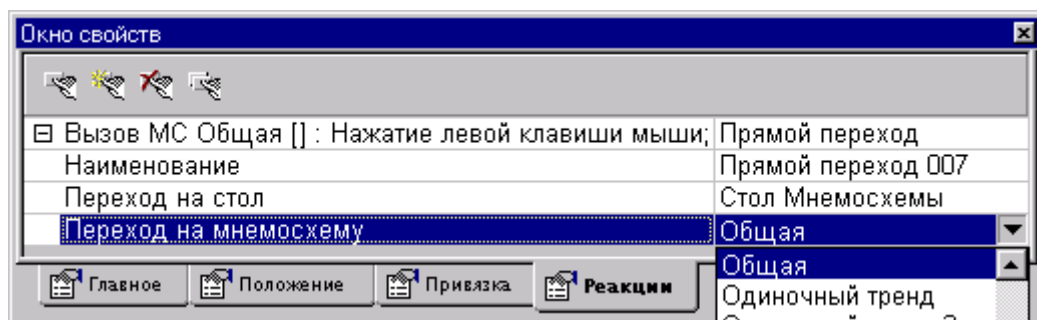 Окно свойств
Вызов МС Общая [] : Нажатие левой клавиши мыши; Прямой переход
Наименование Прямой переход 007
Переход на стол Стол Мнемосхемы
Переход на мнемосхему Общая
Общая
Главное Положение Привязка Реакции
Одиночный тренд